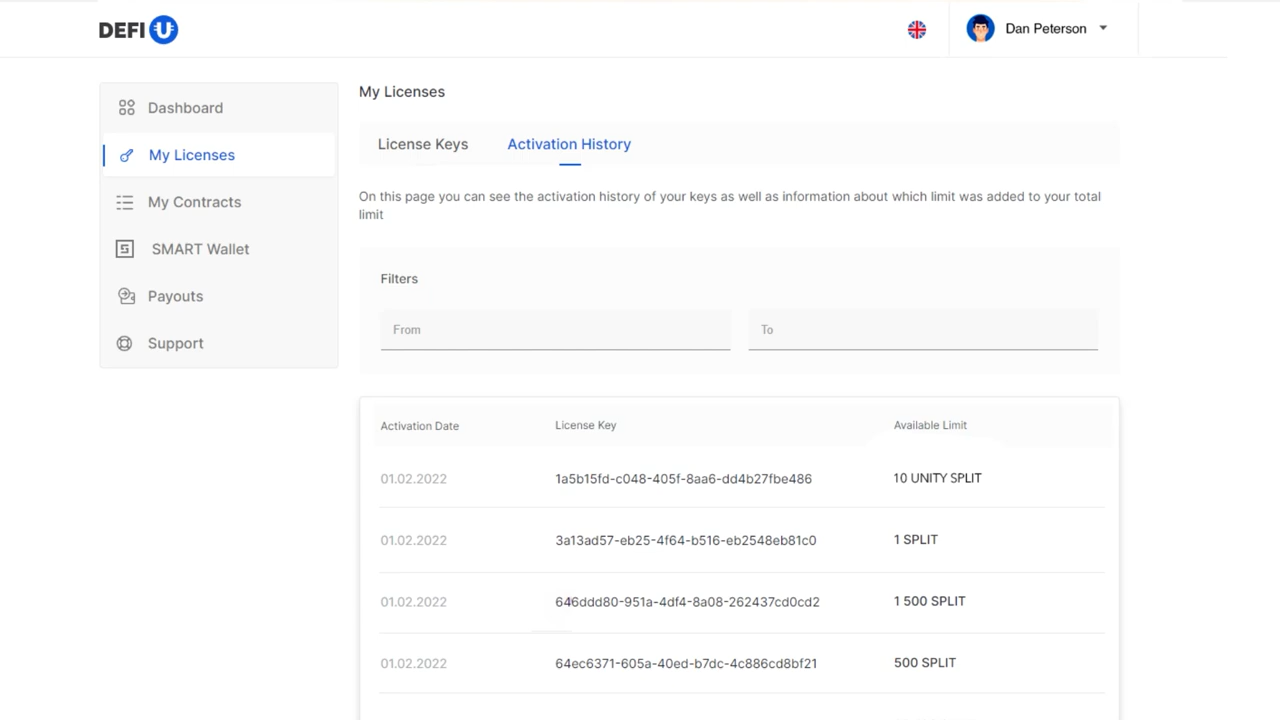 DEFI U
Dan Peterson
Dashboard
My Licenses
My Contracts
SMART Wallet
Payouts
Support
My Licenses
License Keys Activation History
On this page you can see the activation history of your keys as well as information about which limit was added to your total
limit
Filters
From To
Activation Date License Key Available Limit
01.02.2022 1a5b15fd-c048-405f-8aa6-dd4b27fbe486 10 UNITY SPLIT
01.02.2022 3a13ad57-eb25-4f64-b516-eb2548eb81c0 1 SPLIT
01.02.2022 646ddd80-951a-4df4-8a08-262437cd0cd2 1 500 SPLIT
01.02.2022 64ec6371-605a-40ed-b7dc-4c886cd8bf21 500 SPLIT